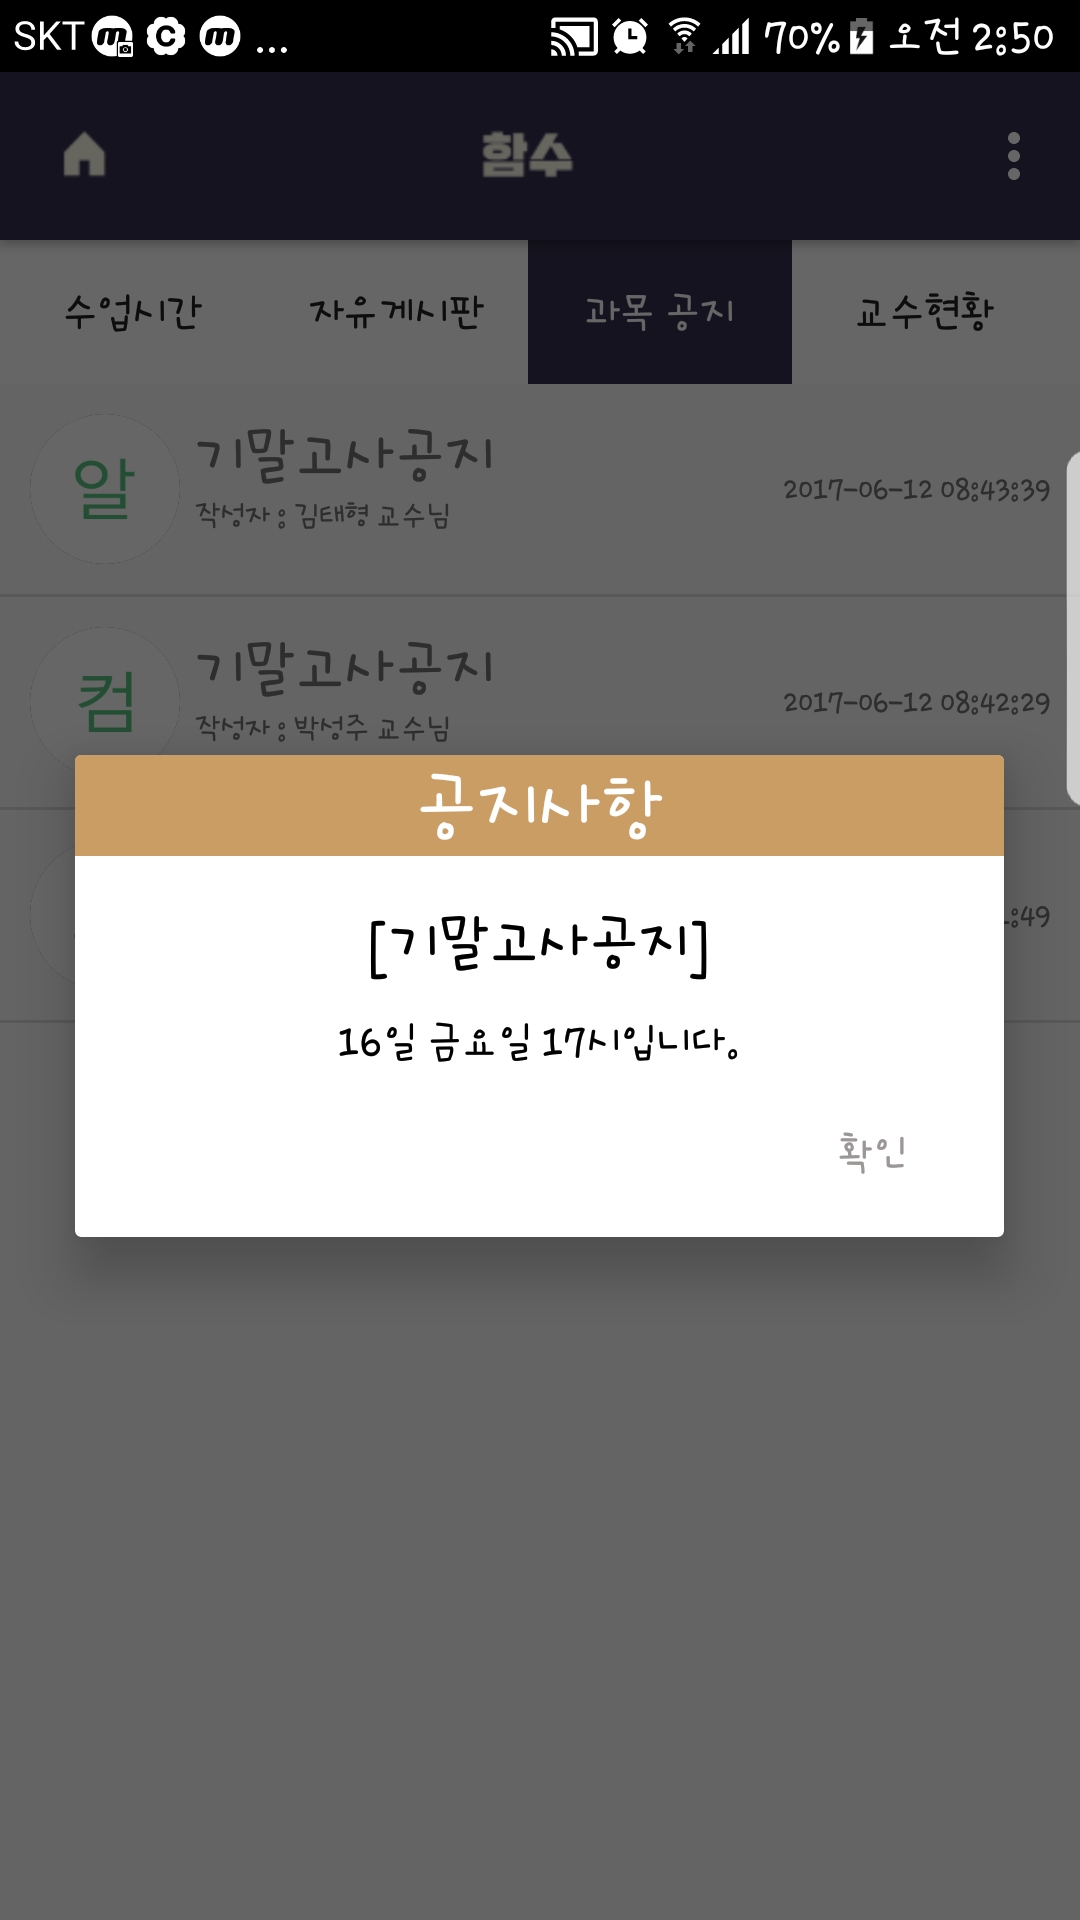 SKT ... 70% 오전 2:50
함수
수업시간 자유게시판 과목 공지 교수현황
알
기말고사공지
작성자 : 김태형 교수님
2017-06-12 08:43:39
컴
기말고사공지
작성자 : 박성주 교수님
2017-06-12 08:42:29
:49
공지사항
[기말고사공지]
16일 금요일 17시입니다.
확인